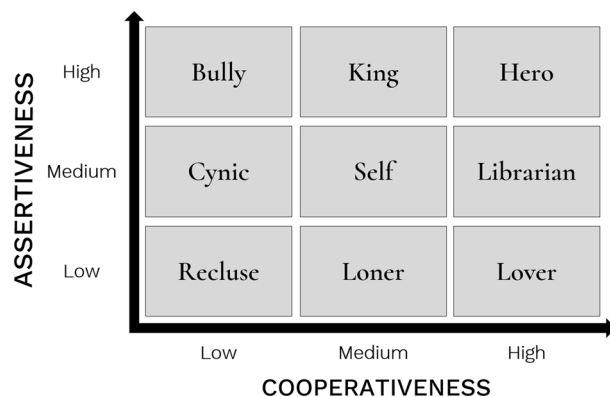 ASSERTIVENESS
High
Bully
King
Hero
Medium
Cynic
Self
Librarian
Low
Recluse
Loner
Lover
Low
Medium
High
COOPERATIVENESS